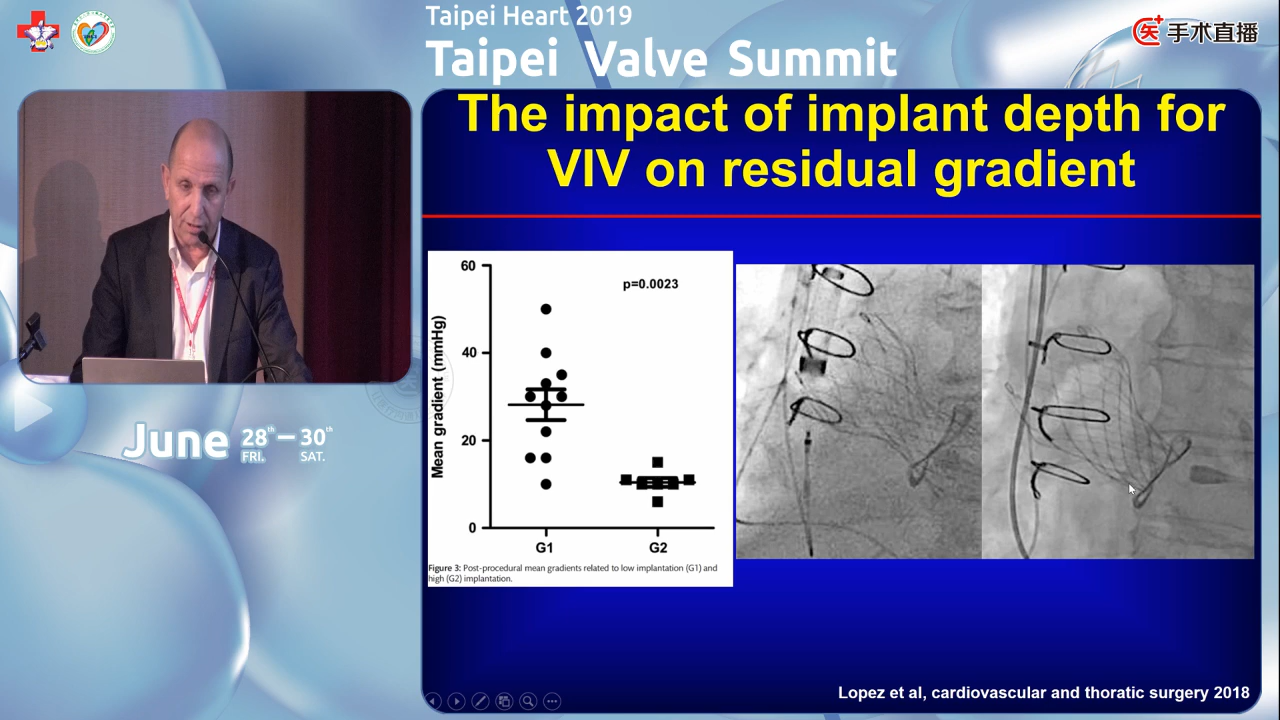 Taipei Heart 2019
Taipei Valve Summit
医 手术直播
The impact of implant depth for
VIV on residual gradient
June 28th — 30th
FRI. SAT.
Mean gradient (mmHg)
60
40
20
0
p=0.0023
G1 G2
Figure 3: Post-procedural mean gradients related to low implantation (G1) and
high (G2) implantation.
Lopez et al, cardiovascular and thoratic surgery 2018